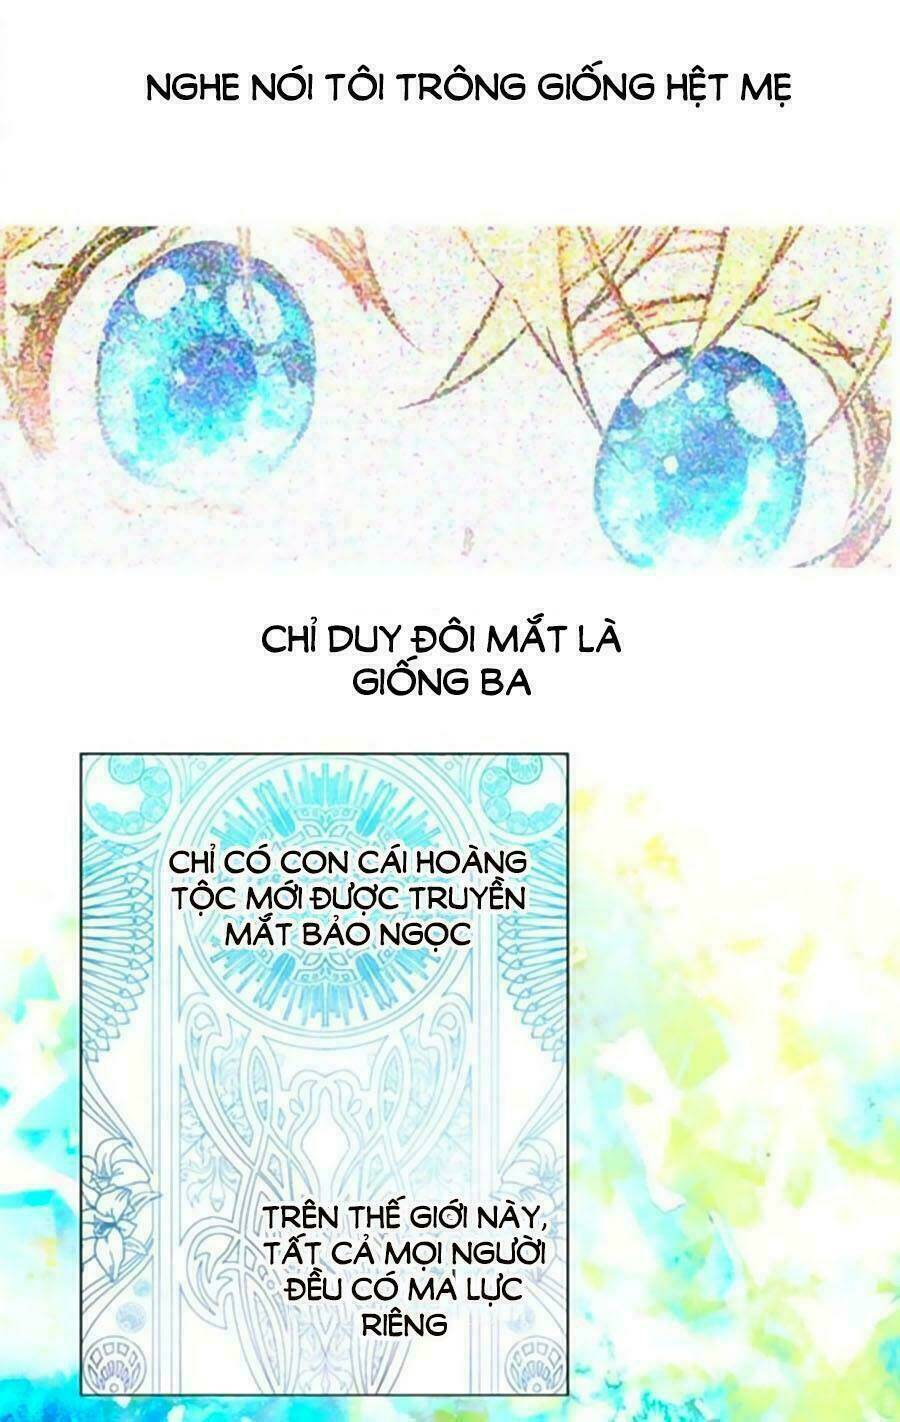 NGHE NÓI TÔI TRÔNG GIỐNG HỆT MẸ
CHỈ DUY ĐÔI MẮT LÀ
GIỐNG BA
CHỈ CÓ CON CÁI HOÀNG
TỘC MỚI ĐƯỢC TRUYỀN
MẮT BẢO NGỌC
TRÊN THẾ GIỚI NÀY,
TẤT CẢ MỌI NGƯỜI
ĐỀU CÓ MA LỰC
RIÊNG